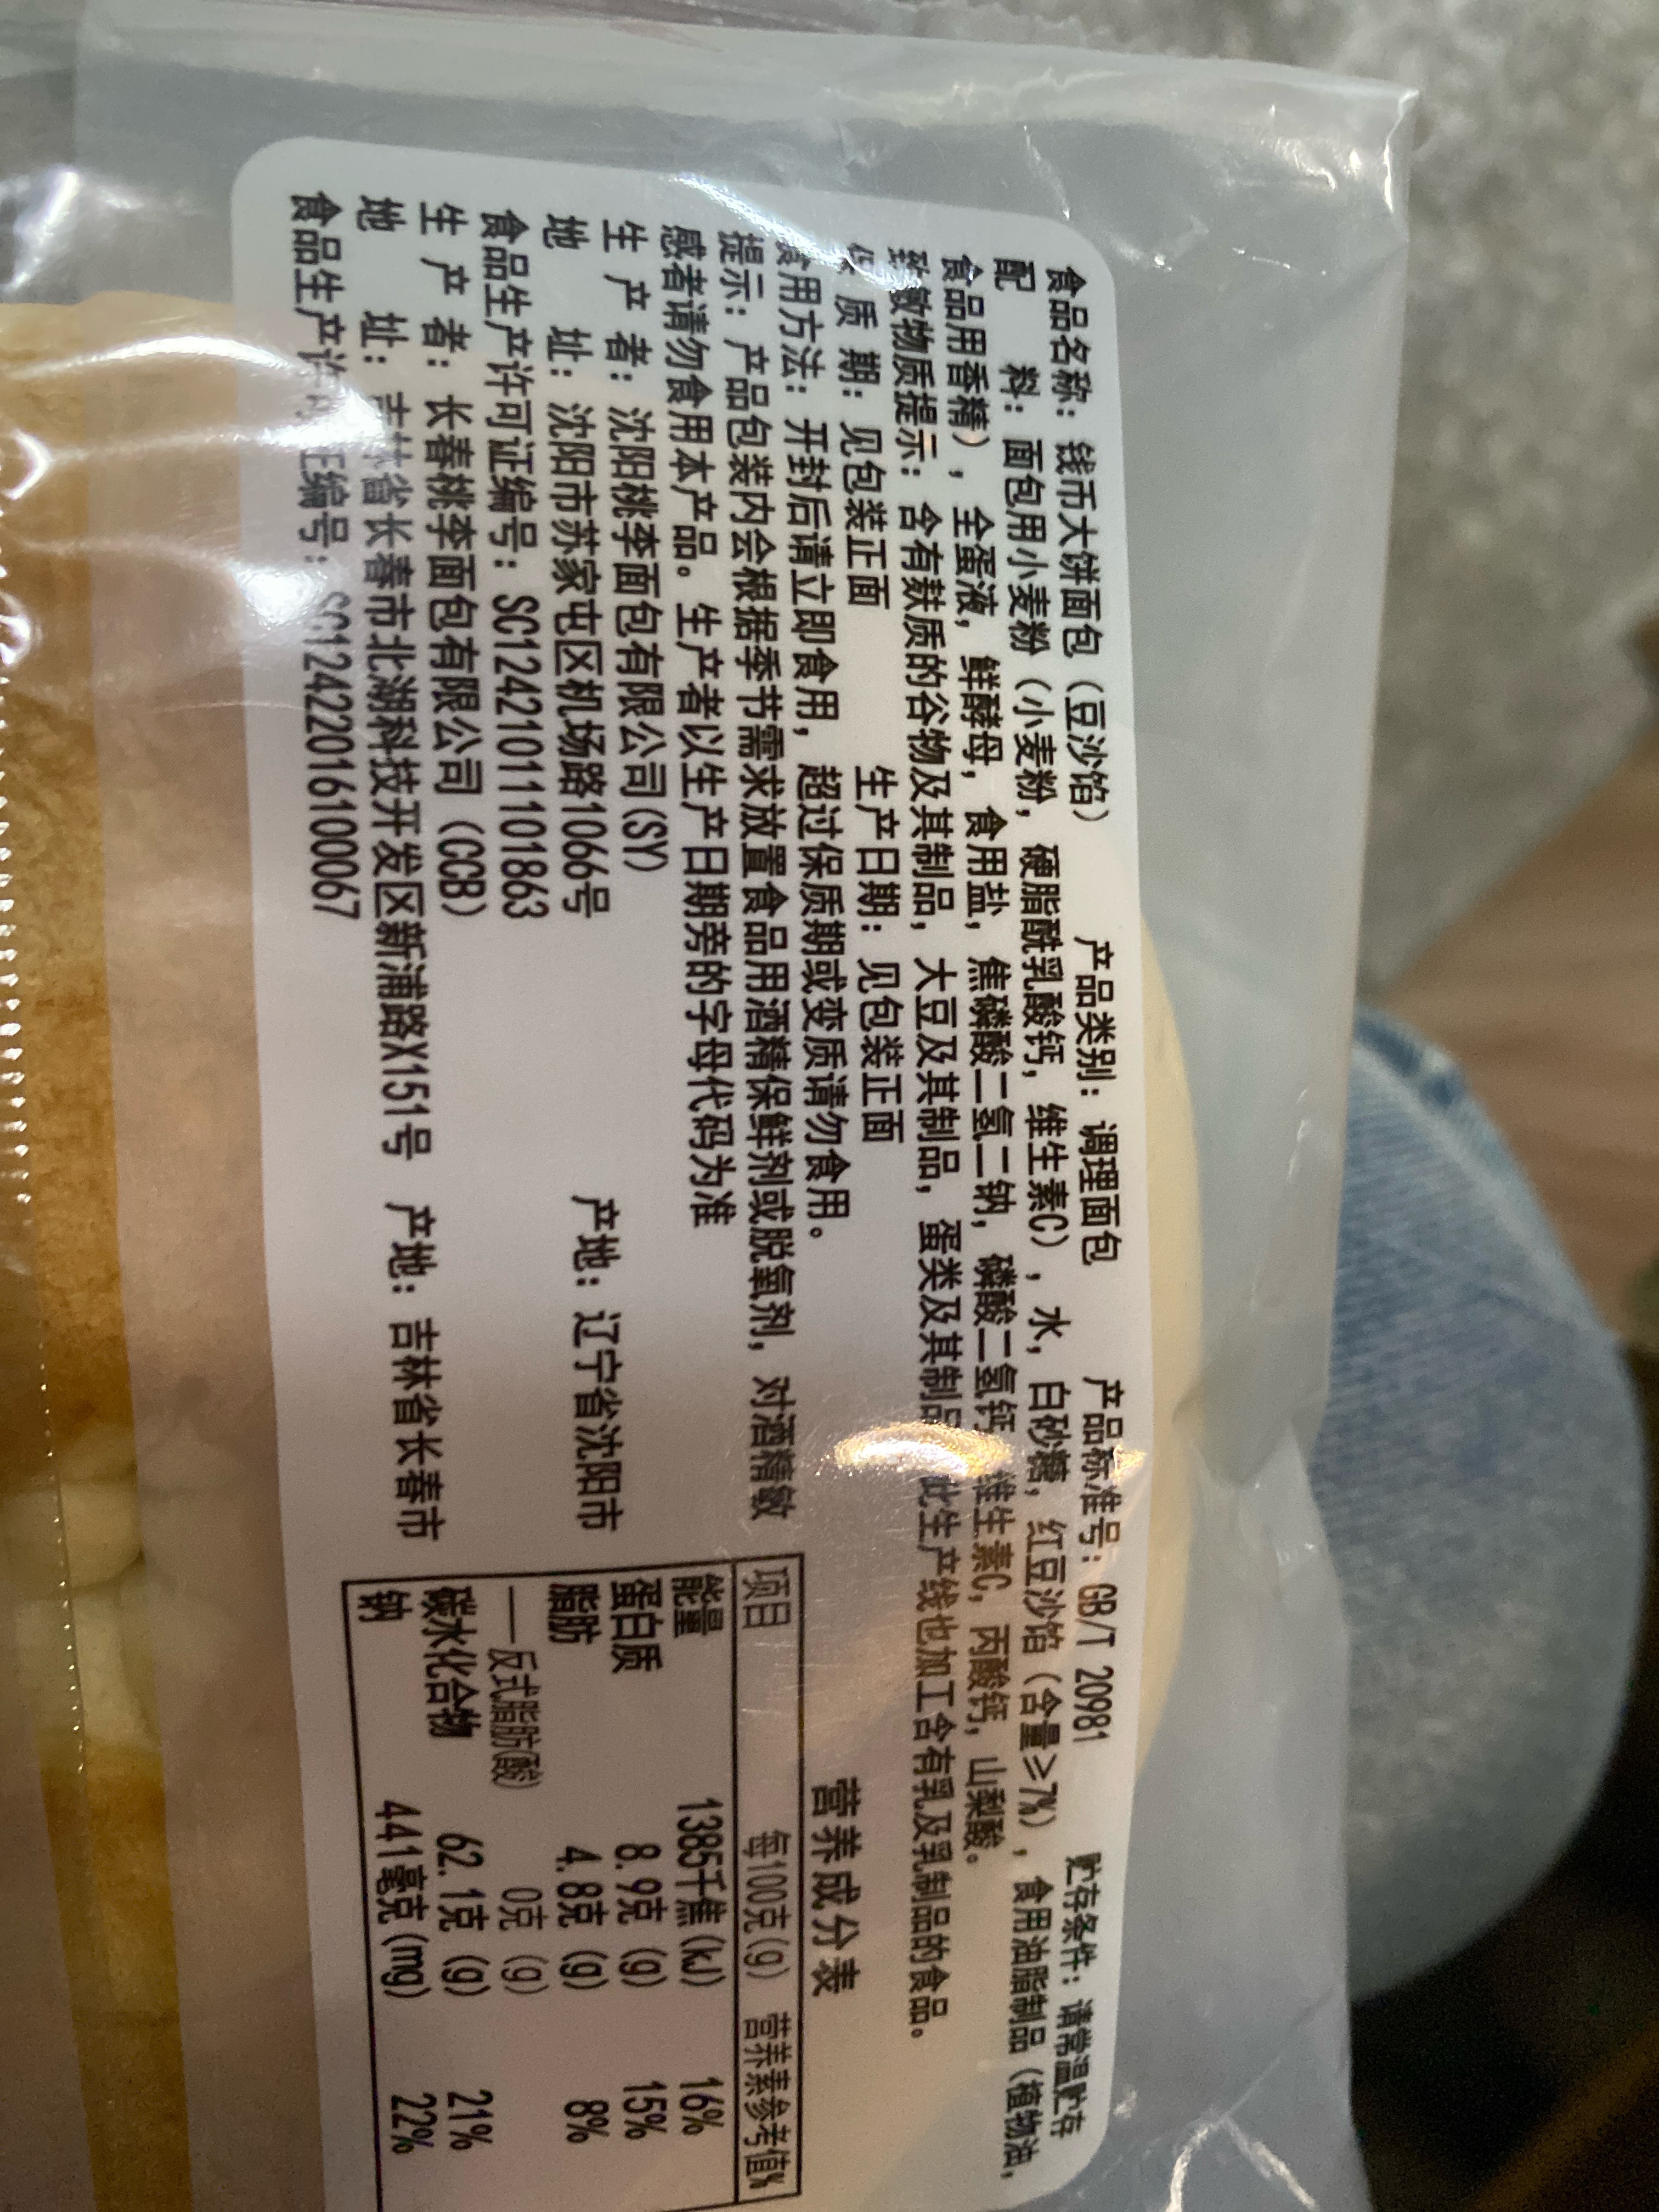 食品名称：钱币大饼面包（豆沙馅） 产品类别：调理面包 产品标准号：GB/T 20981 贮存条件：请常温贮存
配 料：面包用小麦粉（小麦粉，硬脂酰乳酸钙，维生素C），水，白砂糖，红豆沙馅（含量≥7%），食用油脂制品（植物油，
食品用香精），全蛋液，鲜酵母，食用盐，焦磷酸二氢二钠，磷酸二氢钙，维生素C，丙酸钙，山梨酸。
致敏物质提示：含有麸质的谷物及其制品，大豆及其制品，蛋类及其制品 此生产线也加工含有乳及乳制品的食品。
保 质 期：见包装正面 生产日期：见包装正面
食用方法：开封后请立即食用，超过保质期或变质请勿食用。
提示：产品包装内会根据季节需求放置食品用酒精保鲜剂或脱氧剂，对酒精敏
感者请勿食用本产品。生产者以生产日期旁的字母代码为准
生 产 者：沈阳桃李面包有限公司(SY)
地 址：沈阳市苏家屯区机场路1066号 产地：辽宁省沈阳市
食品生产许可证编号：SC12421011101863
生 产 者：长春桃李面包有限公司（CCB）
地 址：吉林省长春市北湖科技开发区新浦路X151号 产地：吉林省长春市
食品生产许可证编号：SC12422016100067
营养成分表
项目 每100克(g) 营养素参考值%
能量 1385千焦(kJ) 16%
蛋白质 8.9克(g) 15%
脂肪 4.8克(g) 8%
—反式脂肪(酸) 0克(g)
碳水化合物 62.1克(g) 21%
钠 441毫克(mg) 22%